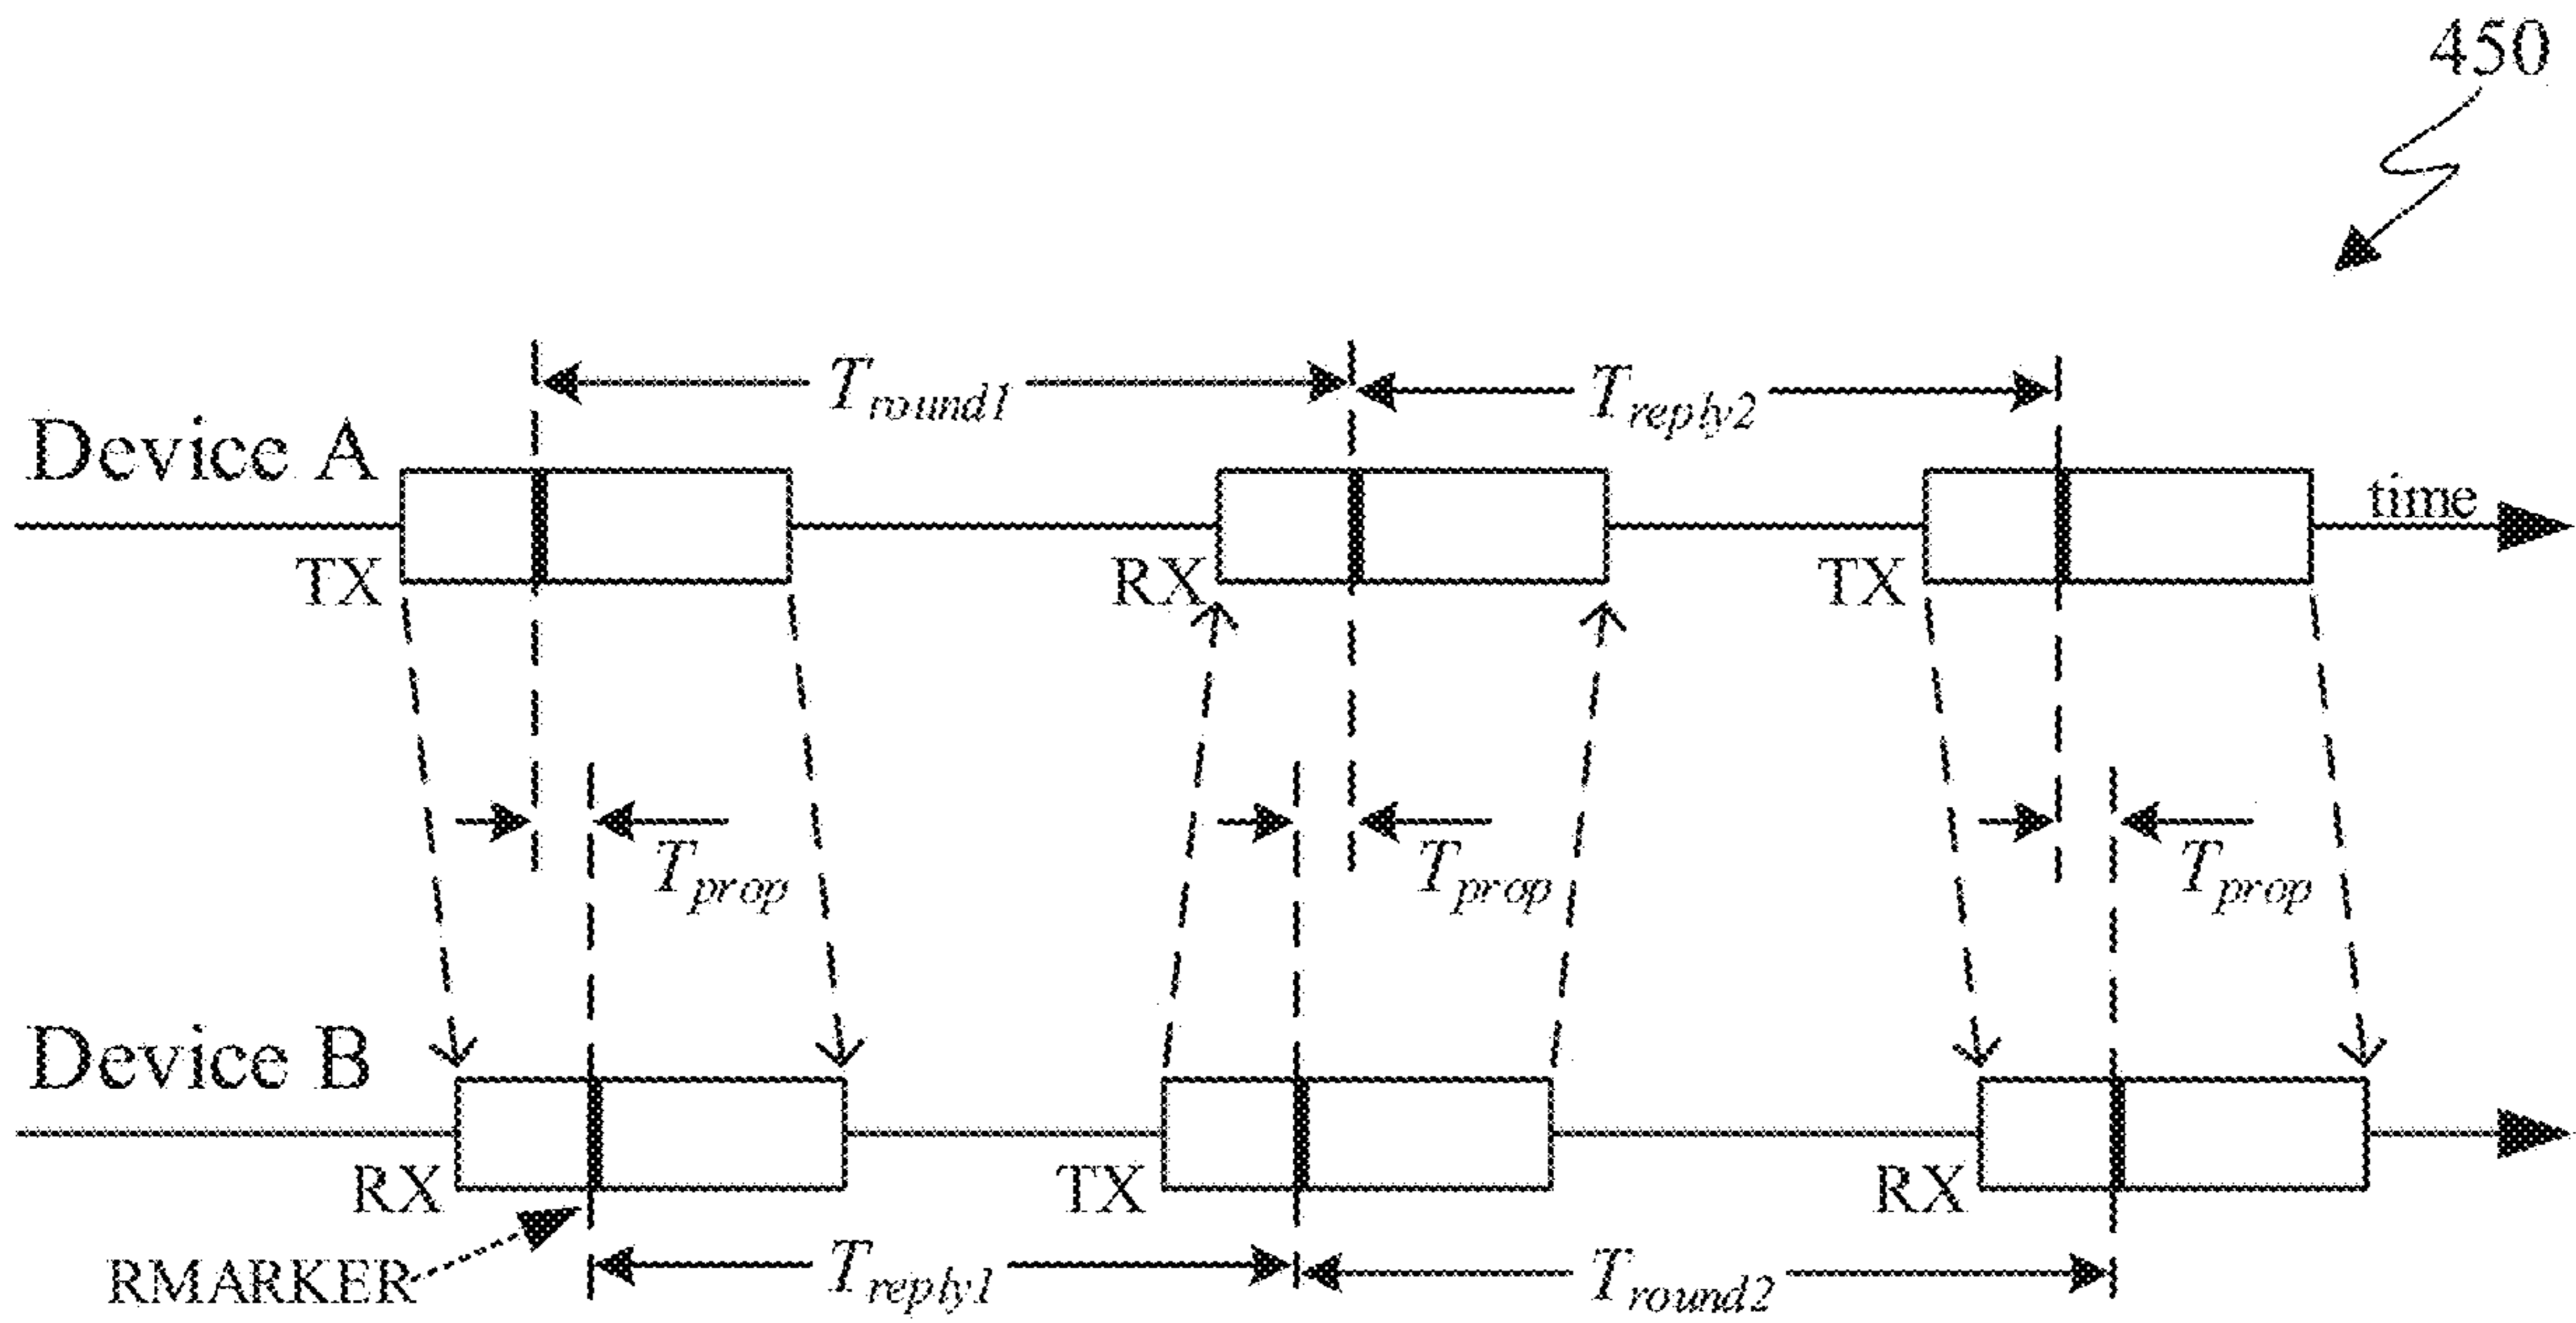 450
T_round1
T_reply2
Device A
time
TX
RX
TX
T_prop
T_prop
T_prop
Device B
RX
TX
RX
RMARKER
T_reply1
T_round2